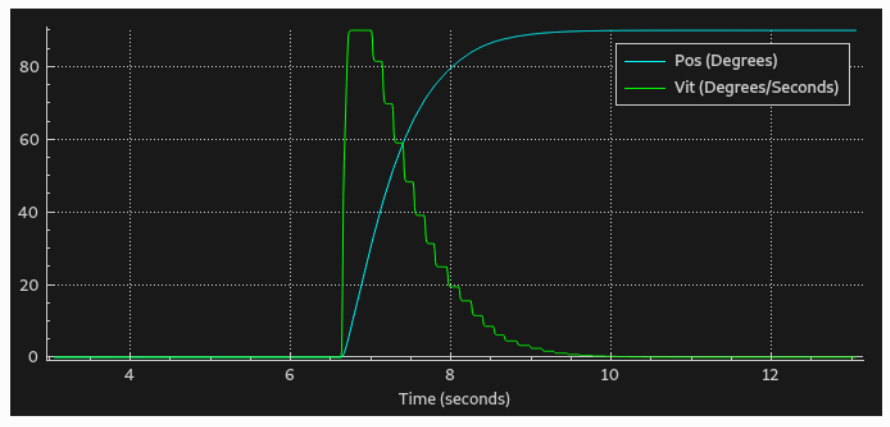 80
60
40
20
0
Pos (Degrees)
Vit (Degrees/Seconds)
4 6 8 10 12
Time (seconds)